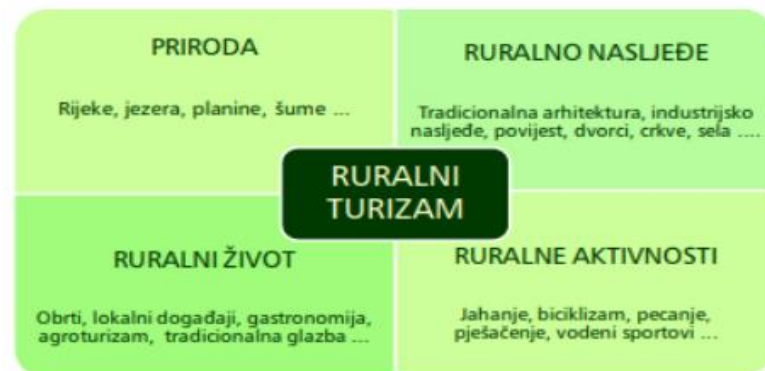 PRIRODA
Rijeke, jezera, planine, šume ...
RURALNO NASLJEĐE
Tradicionalna arhitektura, industrijsko
nasljeđe, povijest, dvorci, crkve, sela ....
RURALNI
TURIZAM
RURALNI ŽIVOT
Obrti, lokalni događaji, gastronomija,
agroturizam, tradicionalna glazba ...
RURALNE AKTIVNOSTI
Jahanje, biciklizam, pecanje,
pješačenje, vodeni sportovi ...